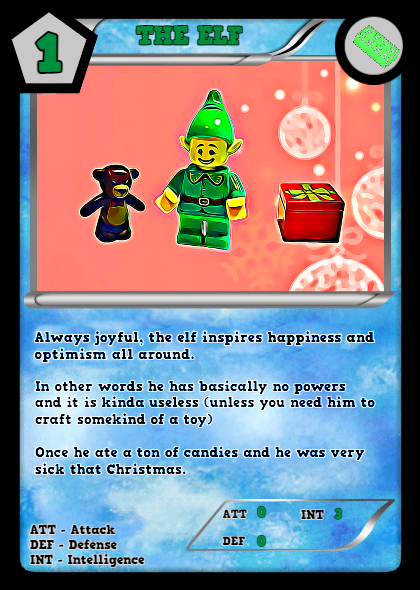 1
THE ELF
Always joyful, the elf inspires happiness and
optimism all around.
In other words he has basically no powers
and it is kinda useless (unless you need him to
craft somekind of a toy)
Once he ate a ton of candies and he was very
sick that Christmas.
ATT 0 INT 3
DEF 0
ATT - Attack
DEF - Defense
INT - Intelligence